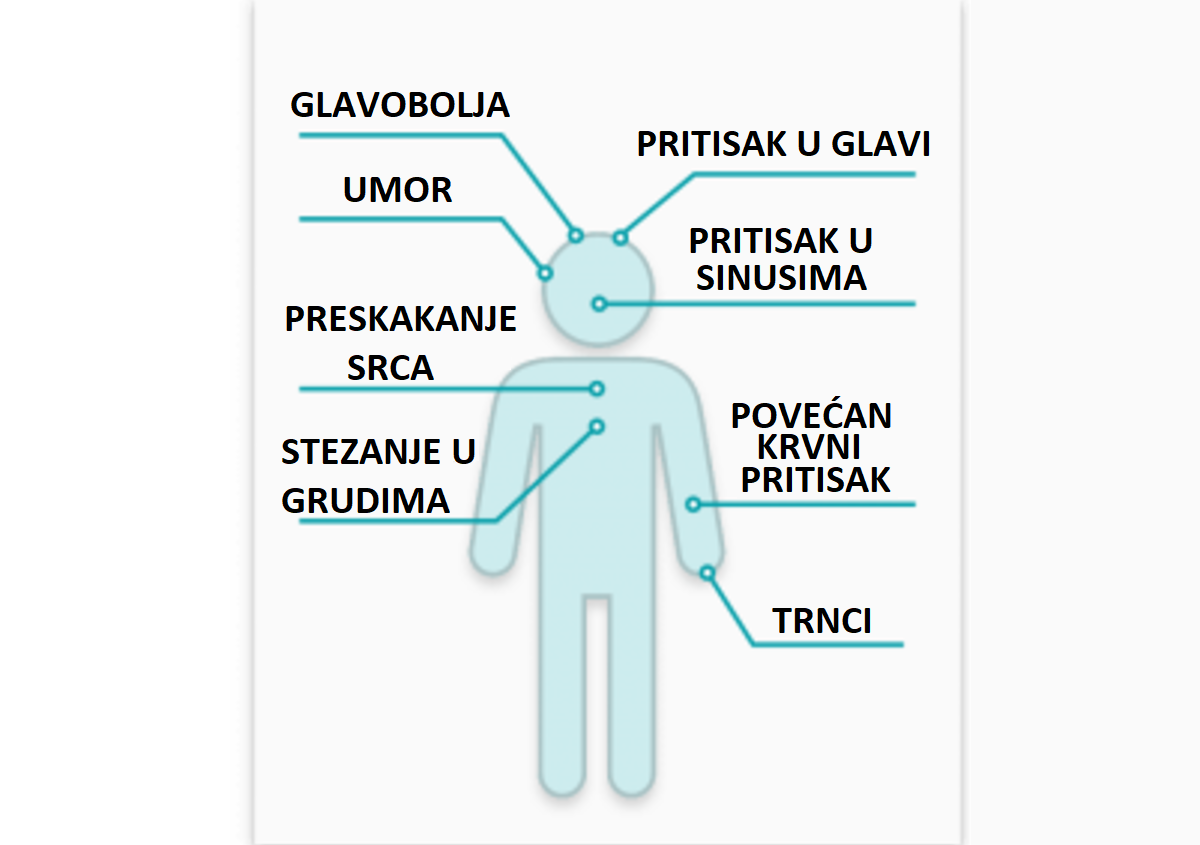 GLAVOBOLJA
UMOR
PRESKAKANJE
SRCA
STEZANJE U
GRUDIMA
PRITISAK U GLAVI
PRITISAK U
SINUSIMA
POVEĆAN
KRVNI
PRITISAK
TRNCI